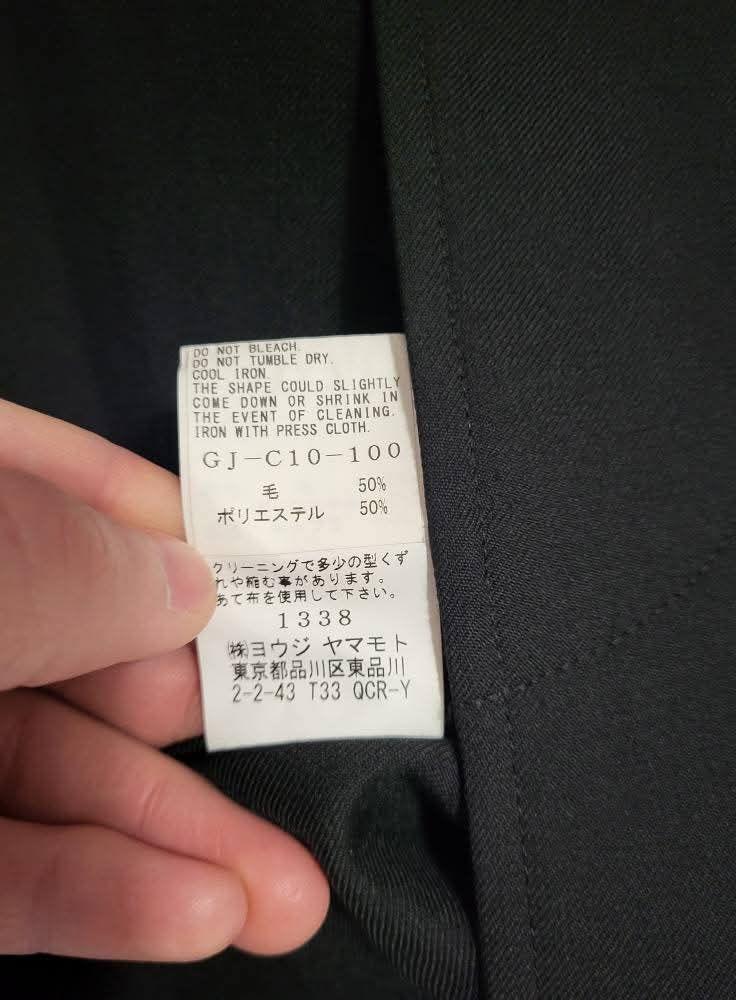 DO NOT BLEACH.
DO NOT TUMBLE DRY.
COOL IRON.
THE SHAPE COULD SLIGHTLY
COME DOWN OR SHRINK IN
THE EVENT OF CLEANING.
IRON WITH PRESS CLOTH.
GJ-C10-100
毛 50%
ポリエステル 50%
クリーニングで多少の型くず
れや縮む事があります。
あて布を使用して下さい。
1338
㈱ヨウジ ヤマモト
東京都品川区東品川
2-2-43 T33 QCR-Y